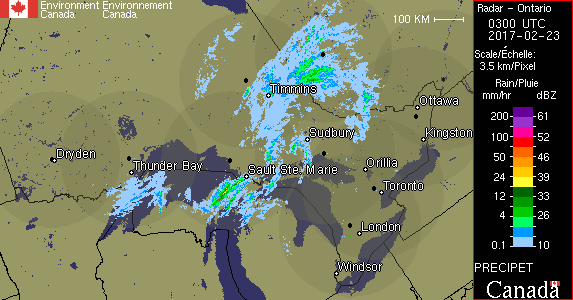 Environment Environnement
Canada Canada
100 KM
Timmins
Ottawa
Sudbury
Kingston
Dryden
Thunder Bay
Sault Ste. Marie
Orillia
Toronto
London
Windsor
Radar - Ontario
0300 UTC
2017-02-23
Scale/Échelle:
3.5 km/Pixel
Rain/Pluie
mm/hr dBZ
200 61
100 52
50 46
24 39
12 33
4 26
0.1 10
PRECIPET
Canada